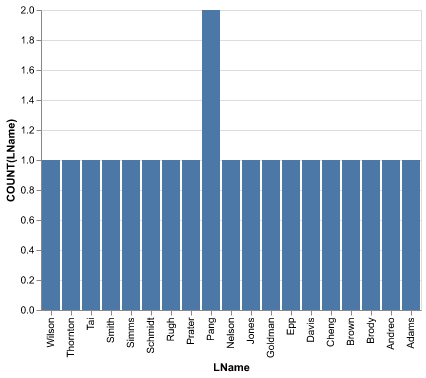 COUNT(LName)
2.0
1.8
1.6
1.4
1.2
1.0
0.8
0.6
0.4
0.2
0.0
Wilson
Thornton
Tai
Smith
Simms
Schmidt
Rugh
Prater
Pang
Nelson
Jones
Goldman
Epp
Davis
Cheng
Brown
Brody
Andreo
Adams
LName